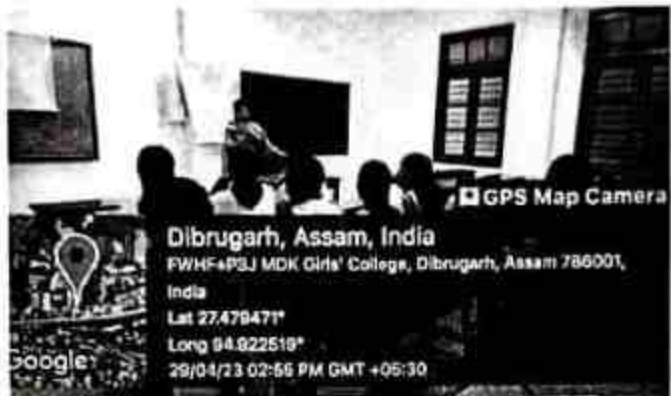 GPS Map Camera
Dibrugarh, Assam, India
FWHF+P3J MDK Girls' College, Dibrugarh, Assam 786001,
India
Lat 27.479471°
Long 94.922519°
29/04/23 02:56 PM GMT +05:30
Google